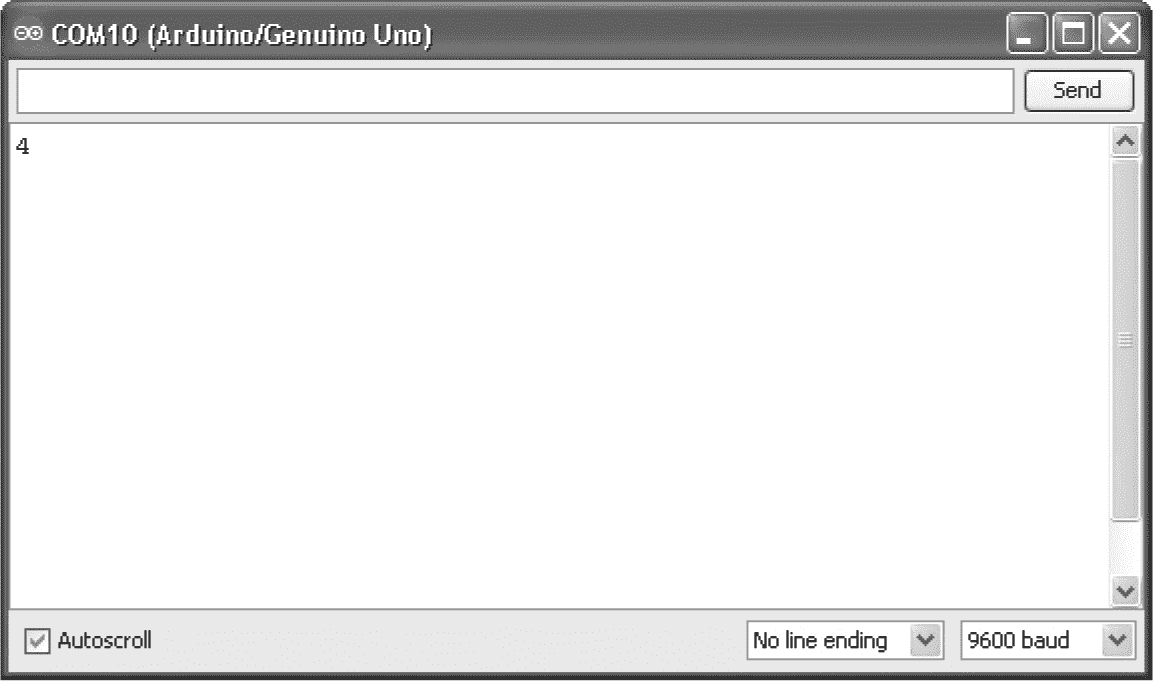 COM10 (Arduino/Genuino Uno)
Send
4
Autoscroll
No line ending
9600 baud